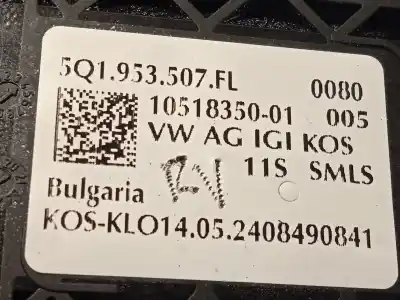 5Q1.953.507.FL 0080
10518350-01 005
VW AG IGI KOS
11S SMLS
Bulgaria
KOS-KLO14.05.2408490841